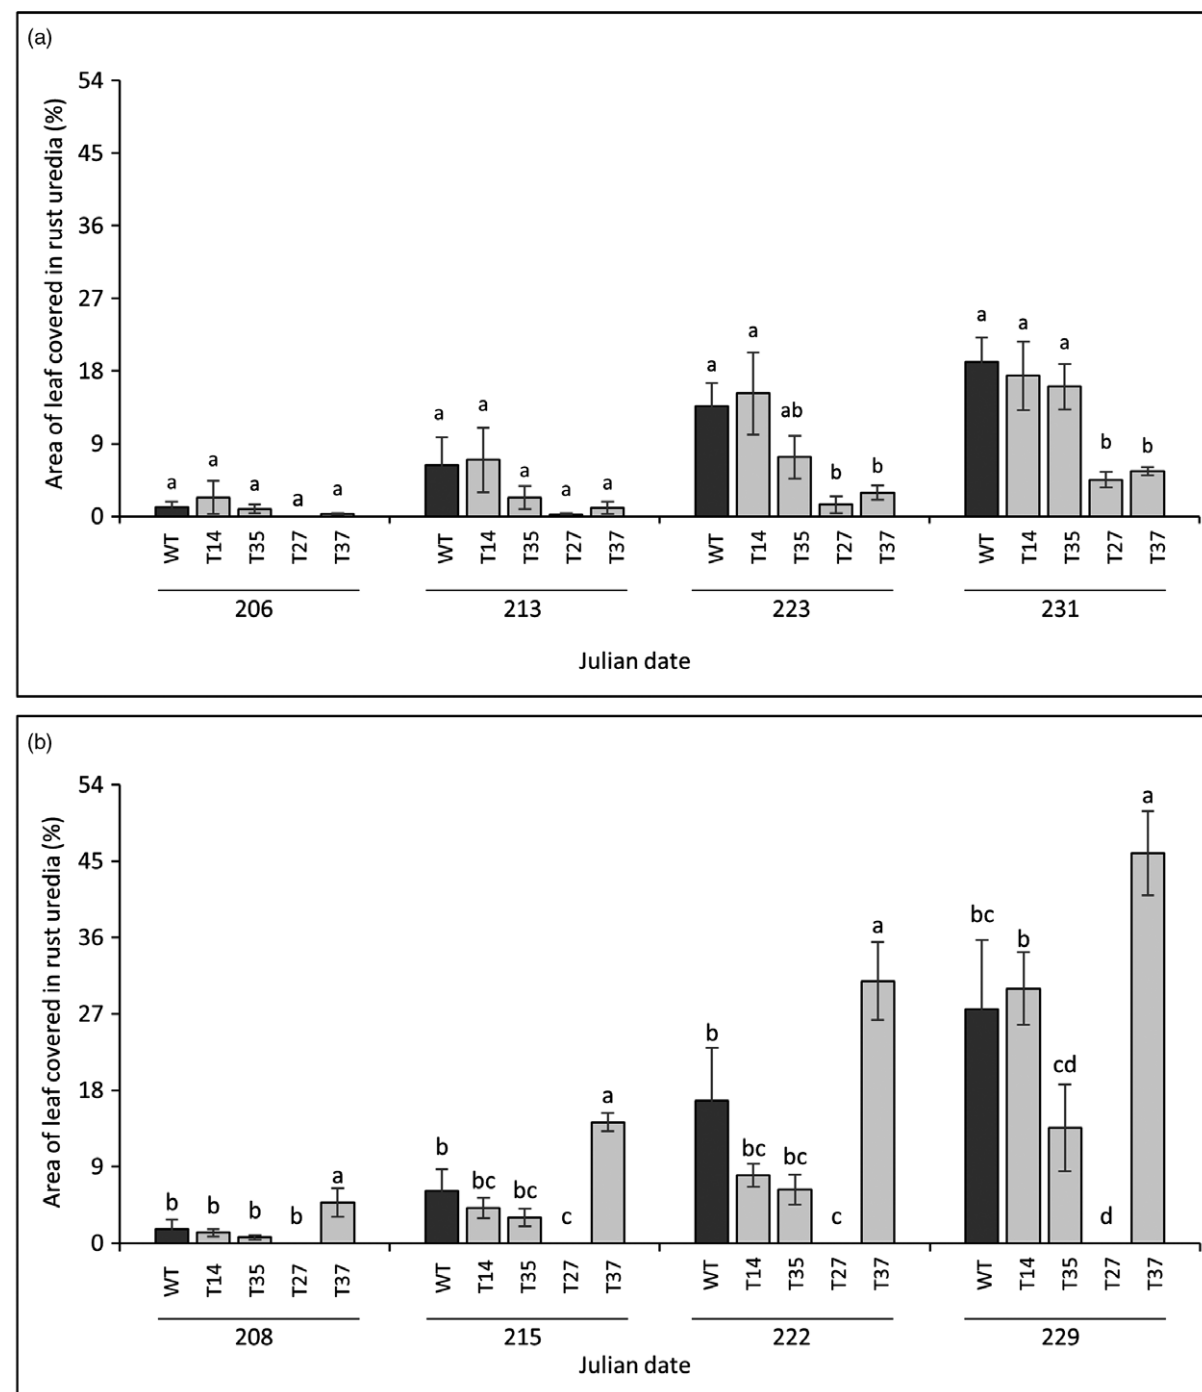 (a)
Area of leaf covered in rust uredia (%)
54
45
36
27
18
9
0
a a a a a
a a a a a
a a ab b b
a a a b b
WT T14 T35 T27 T37 WT T14 T35 T27 T37 WT T14 T35 T27 T37 WT T14 T35 T27 T37
206 213 223 231
Julian date
(b)
Area of leaf covered in rust uredia (%)
54
45
36
27
18
9
0
b b b b a
b bc bc c a
b bc bc c a
bc b cd d a
WT T14 T35 T27 T37 WT T14 T35 T27 T37 WT T14 T35 T27 T37 WT T14 T35 T27 T37
208 215 222 229
Julian date